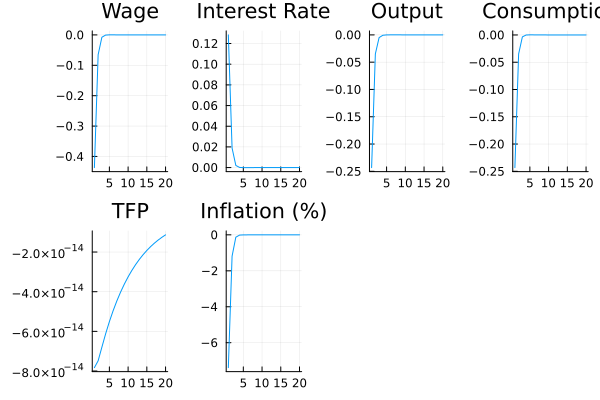 Wage Interest Rate Output Consumptio
0.0 0.12 0.00 0.00
−0.1 0.10 −0.05 −0.05
0.08 −0.10 −0.10
−0.2 0.06
−0.3 0.04 −0.15 −0.15
0.02 −0.20 −0.20
−0.4 0.00 −0.25 −0.25
5 10 15 20 5 10 15 20 5 10 15 20 5 10 15 20
TFP Inflation (%)
0
−2.0×10⁻¹⁴
−2
−4.0×10⁻¹⁴
−4
−6.0×10⁻¹⁴
−6
−8.0×10⁻¹⁴
5 10 15 20 5 10 15 20